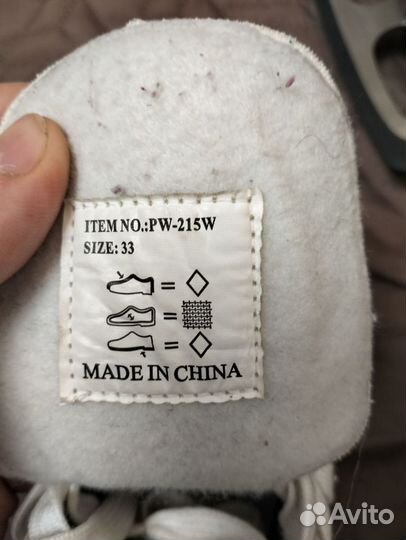 ITEM NO.:PW-215W
SIZE: 33
=
=
=
MADE IN CHINA
Avito